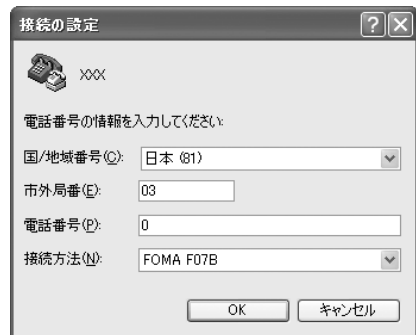 接続の設定
XXX
電話番号の情報を入力してください:
国/地域番号(C): 日本 (81)
市外局番(E): 03
電話番号(P): 0
接続方法(N): FOMA F07B
OK キャンセル